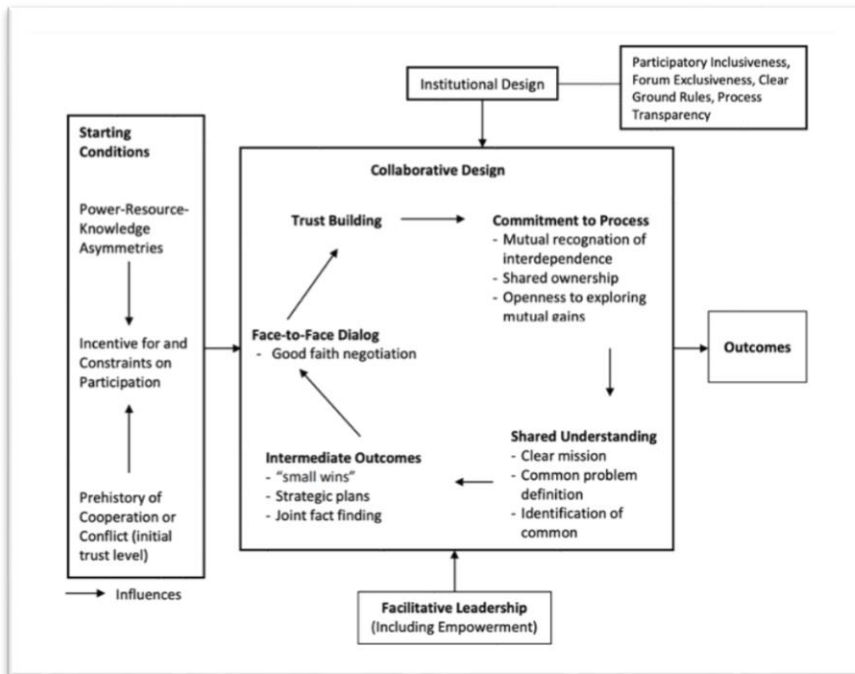 Institutional Design
Participatory Inclusiveness,
Forum Exclusiveness, Clear
Ground Rules, Process
Transparency
Starting
Conditions
Power-Resource-
Knowledge
Asymmetries
Incentive for and
Constraints on
Participation
Prehistory of
Cooperation or
Conflict (initial
trust level)
Influences
Collaborative Design
Trust Building
Commitment to Process
- Mutual recognation of
interdependence
- Shared ownership
- Openness to exploring
mutual gains
Face-to-Face Dialog
- Good faith negotiation
Shared Understanding
- Clear mission
- Common problem
definition
- Identification of
common
Intermediate Outcomes
- “small wins”
- Strategic plans
- Joint fact finding
Outcomes
Facilitative Leadership
(Including Empowerment)